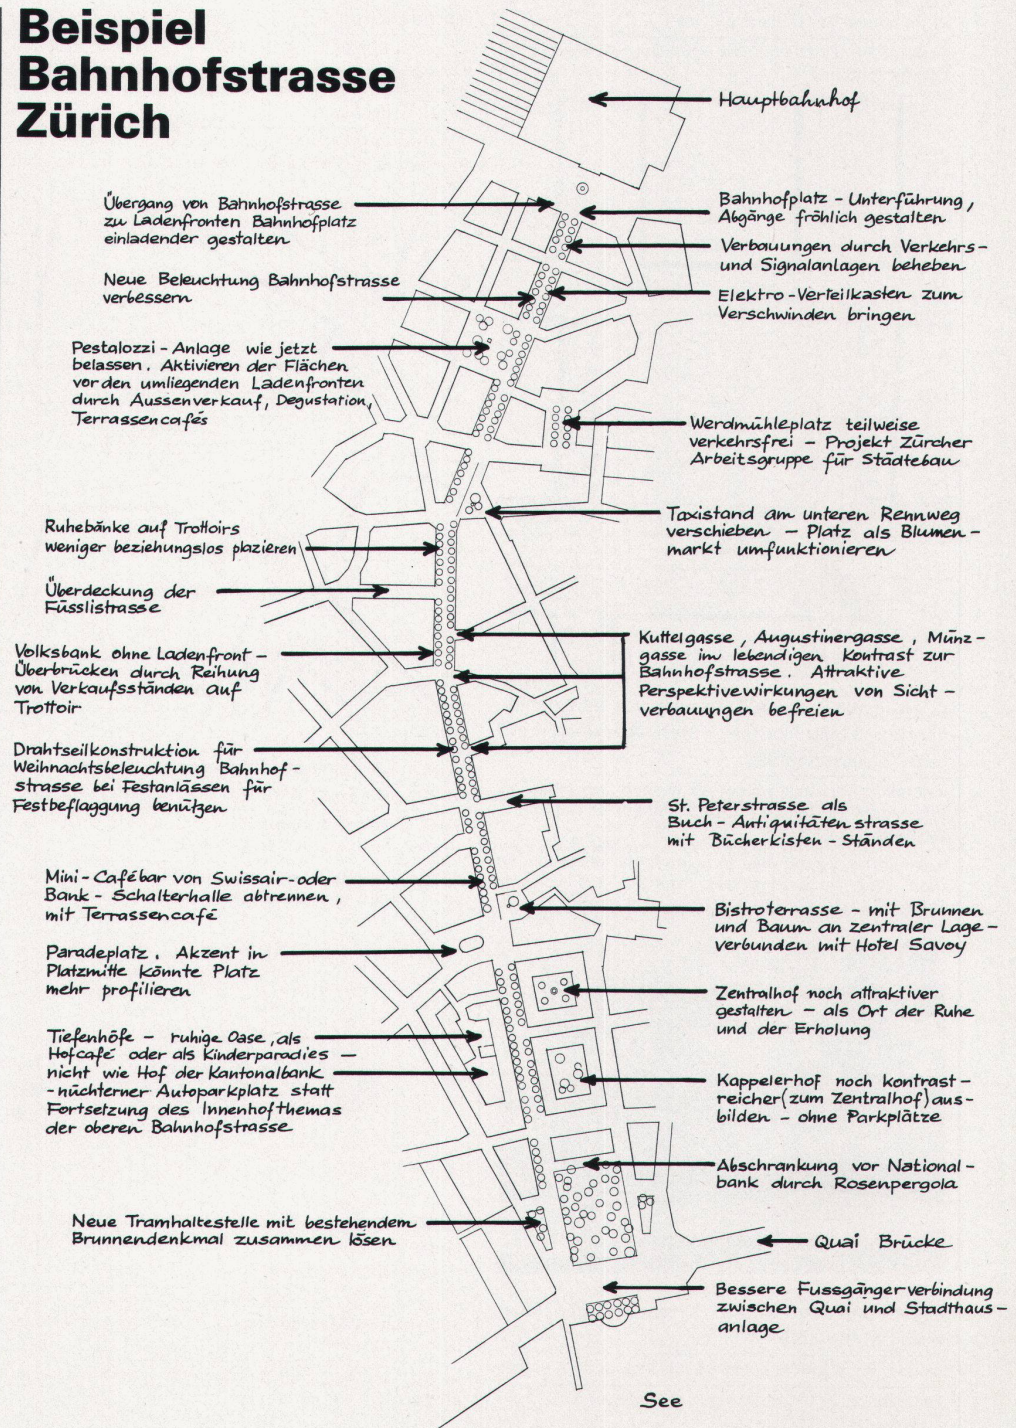 Beispiel
Bahnhofstrasse
Zürich
Hauptbahnhof
Übergang von Bahnhofstrasse
zu Ladenfronten Bahnhofplatz
einladender gestalten
Bahnhofplatz – Unterführung,
Abgänge fröhlich gestalten
Verbauungen durch Verkehrs-
und Signalanlagen beheben
Neue Beleuchtung Bahnhofstrasse
verbessern
Elektro-Verteilkasten zum
Verschwinden bringen
Pestalozzi-Anlage wie jetzt
belassen. Aktivieren der Flächen
vor den umliegenden Ladenfronten
durch Aussenverkauf, Degustation,
Terrassencafés
Werdmühleplatz teilweise
verkehrsfrei – Projekt Zürcher
Arbeitsgruppe für Städtebau
Taxistand am unteren Rennweg
verschieben – Platz als Blumen-
markt umfunktionieren
Ruhebänke auf Trottoirs
weniger beziehungslos plazieren
Überdeckung der
Füsslistrasse
Kuttelgasse, Augustinergasse, Münz-
gasse im lebendigen Kontrast zur
Bahnhofstrasse. Attraktive
Perspektivewirkungen von Sicht-
verbauungen befreien
Volksbank ohne Ladenfront –
Überbrücken durch Reihung
von Verkaufsständen auf
Trottoir
Drahtseilkonstruktion für
Weihnachtsbeleuchtung Bahnhof-
strasse bei Festanlässen für
Festbeflaggung benützen
St. Peterstrasse als
Buch-Antiquitätenstrasse
mit Bücherkisten-Ständen
Mini-Cafébar von Swissair-oder
Bank-Schalterhalle abtrennen,
mit Terrassencafé
Bistroterrasse – mit Brunnen
und Baum an zentraler Lage –
verbunden mit Hotel Savoy
Paradeplatz. Akzent in
Platzmitte könnte Platz
mehr profilieren
Zentralhof noch attraktiver
gestalten – als Ort der Ruhe
und der Erholung
Tiefenhöfe – ruhige Oase, als
Hofcafé oder als Kinderparadies –
nicht wie Hof der Kantonalbank
-nüchterner Autoparkplatz statt
Fortsetzung des Innenhofthemas
der oberen Bahnhofstrasse
Kappelerhof noch kontrast-
reicher (zum Zentralhof) aus-
bilden – ohne Parkplätze
Abschrankung vor National-
bank durch Rosenpergola
Neue Tramhaltestelle mit bestehendem
Brunnendenkmal zusammen lösen
Quai Brücke
Bessere Fussgängerverbindung
zwischen Quai und Stadthaus-
anlage
See